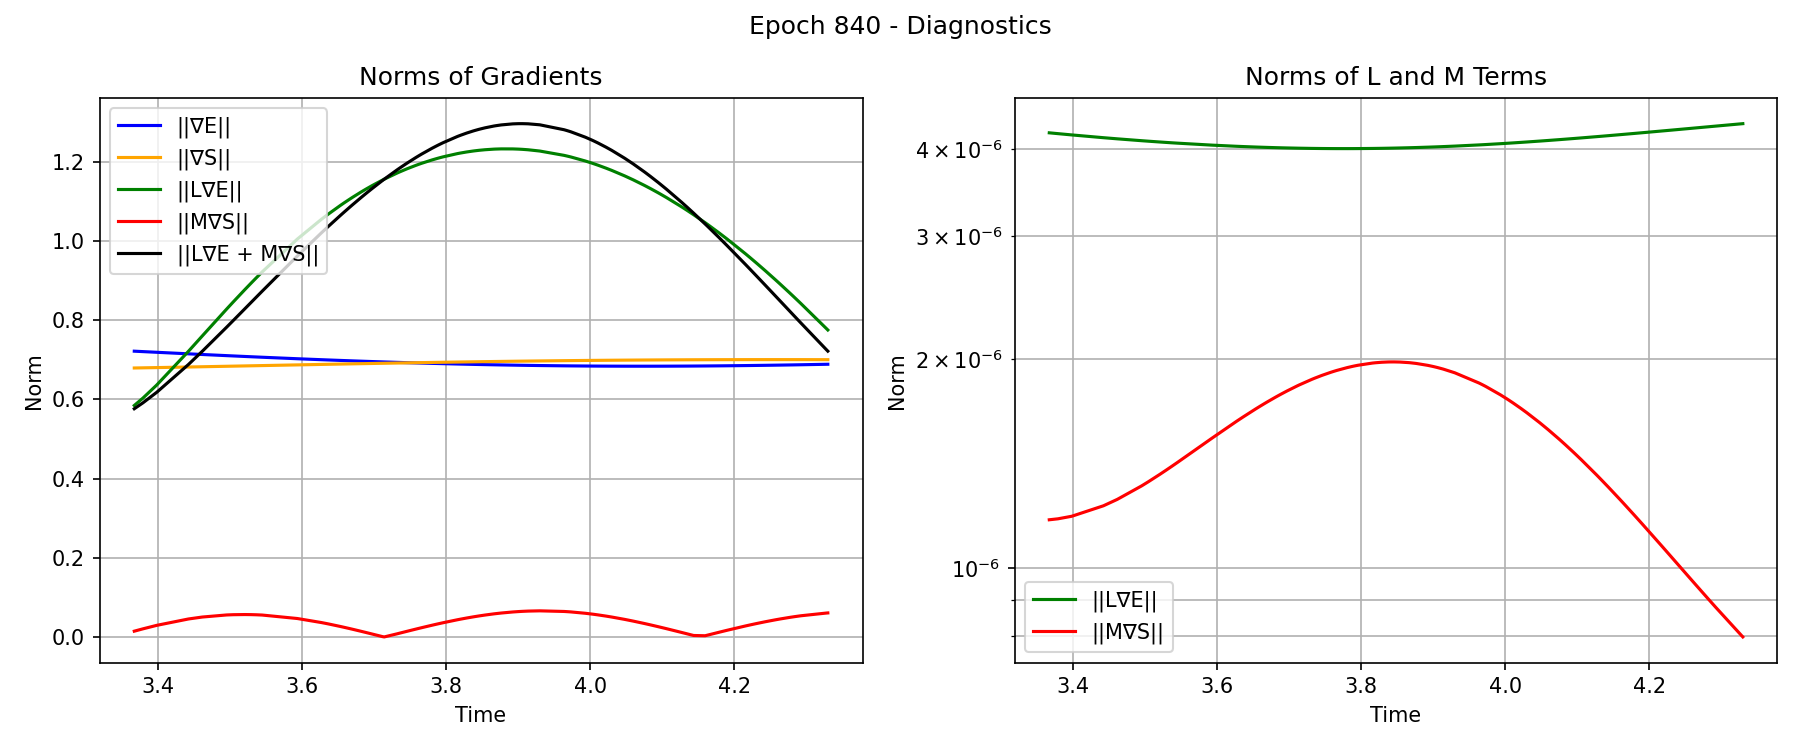 Epoch 840 - Diagnostics
Norms of Gradients
||∇E||
||∇S||
||L∇E||
||M∇S||
||L∇E + M∇S||
1.2
1.0
0.8
0.6
0.4
0.2
0.0
Norm
3.4 3.6 3.8 4.0 4.2
Time
Norms of L and M Terms
4 × 10⁻⁶
3 × 10⁻⁶
2 × 10⁻⁶
10⁻⁶
Norm
||L∇E||
||M∇S||
3.4 3.6 3.8 4.0 4.2
Time